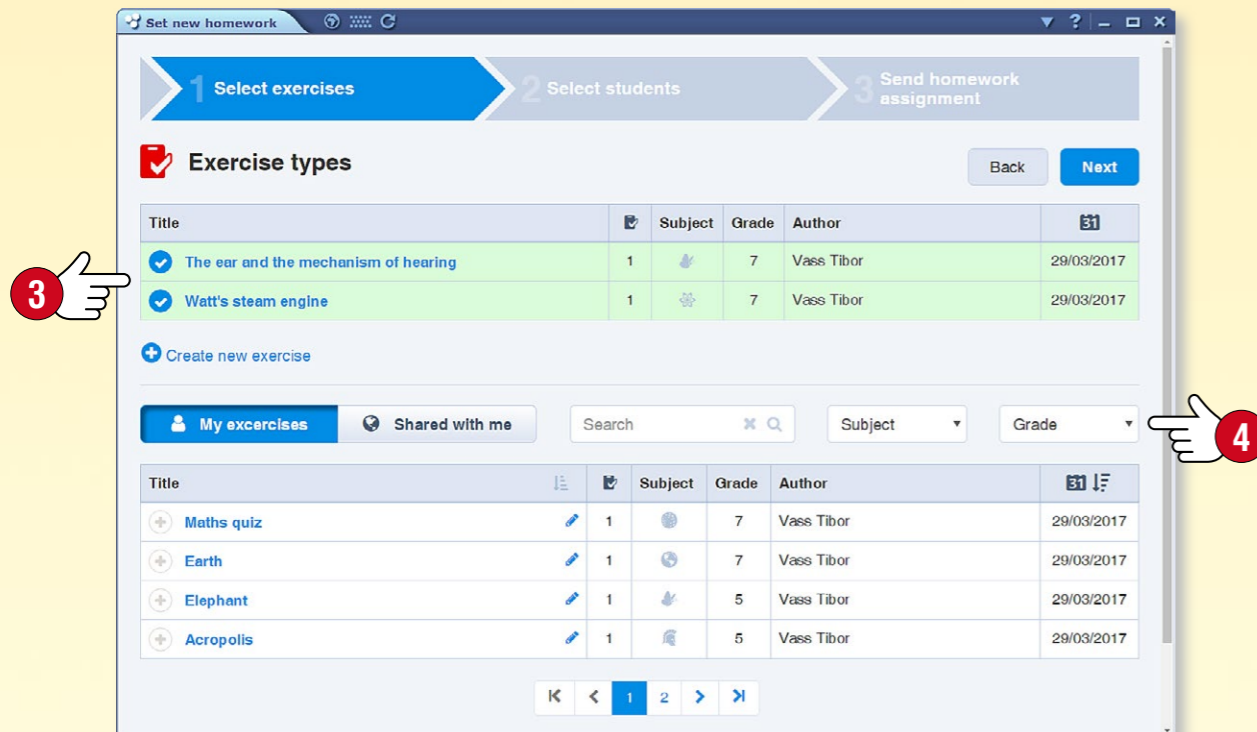 Set new homework
?
1 Select exercises
2 Select students
3 Send homework
assignment
Exercise types
Back
Next
Title Subject Grade Author 31
The ear and the mechanism of hearing 1 7 Vass Tibor 29/03/2017
3
Watt's steam engine 1 7 Vass Tibor 29/03/2017
Create new exercise
My excercises Shared with me Search Subject Grade
4
Title Subject Grade Author 31
Maths quiz 1 7 Vass Tibor 29/03/2017
Earth 1 7 Vass Tibor 29/03/2017
Elephant 1 5 Vass Tibor 29/03/2017
Acropolis 1 5 Vass Tibor 29/03/2017
1 2